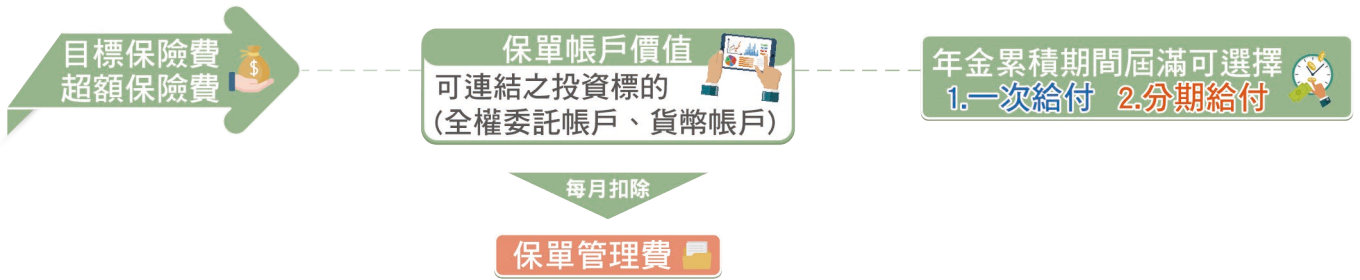 目標保險費
超額保險費
保單帳戶價值
可連結之投資標的
(全權委託帳戶、貨幣帳戶)
每月扣除
保單管理費
年金累積期間屆滿可選擇
1.一次給付 2.分期給付